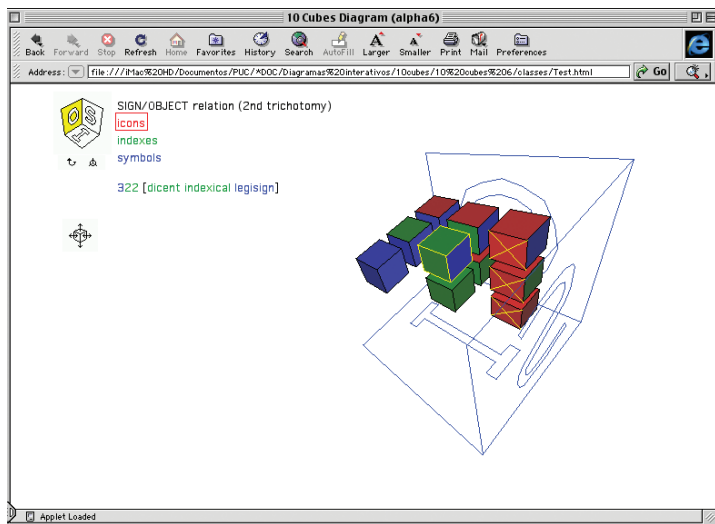 10 Cubes Diagram (alpha6)
Back Forward Stop Refresh Home Favorites History Search AutoFill Larger Smaller Print Mail Preferences
Address: file:///iMac%20HD/Documentos/PUC/*DOC/Diagramas%20interativos/10cubes/10%20cubes%206/classes/Test.html Go
O S I
SIGN/OBJECT relation (2nd trichotomy)
icons
indexes
symbols
322 [dicent indexical legisign]
I O
Applet Loaded